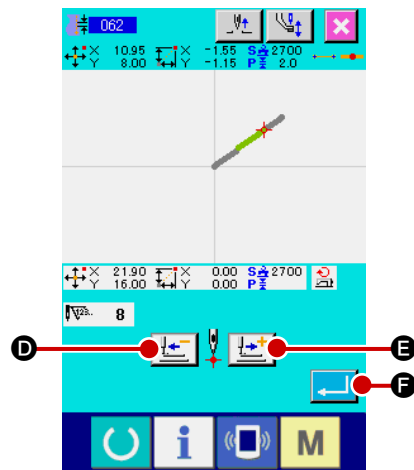 062
X 10.95 X -1.55 S 2700
Y 8.00 Y -1.15 P 2.0
X 21.90 X 0.00 S 2700
Y 16.00 Y 0.00 P
123.. 8
D E
F
i M